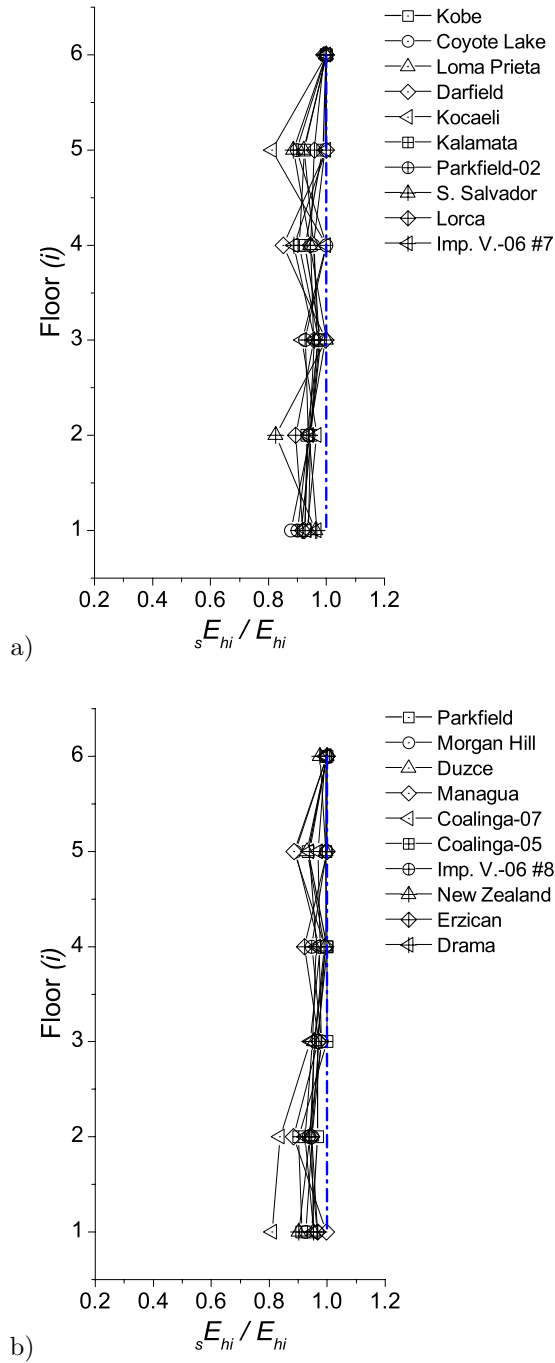 Kobe
Coyote Lake
Loma Prieta
Darfield
Kocaeli
Kalamata
Parkfield-02
S. Salvador
Lorca
Imp. V.-06 #7
6
5
4
3
2
1
Floor (i)
0.2 0.4 0.6 0.8 1.0 1.2
sEhi / Ehi
a)
Parkfield
Morgan Hill
Duzce
Managua
Coalinga-07
Coalinga-05
Imp. V.-06 #8
New Zealand
Erzican
Drama
6
5
4
3
2
1
Floor (i)
0.2 0.4 0.6 0.8 1.0 1.2
sEhi / Ehi
b)